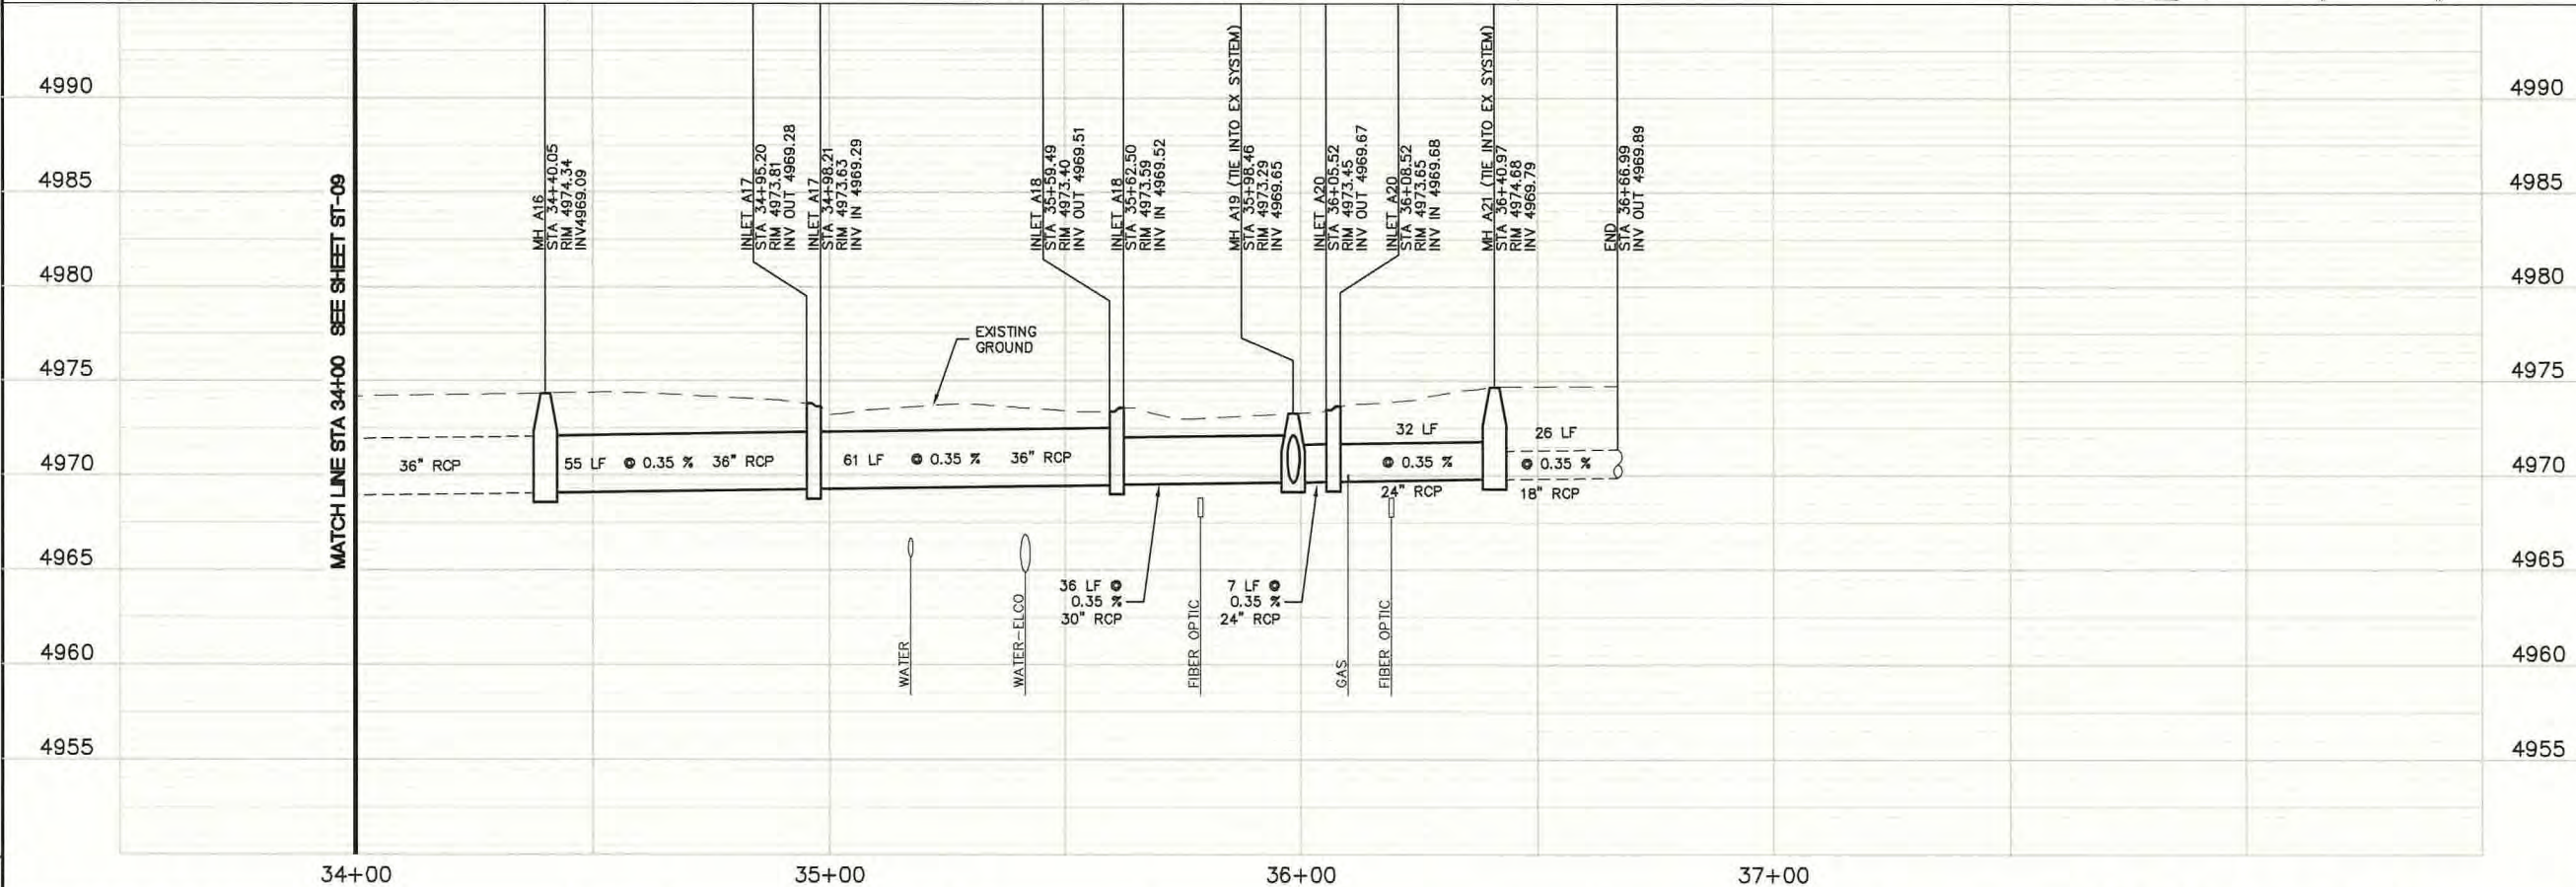 4990
4985
4980
4975
4970
4965
4960
4955
MATCH LINE STA 34+00 SEE SHEET ST-09
MH A16
STA 34+40.05
RIM 4974.34
INV4969.09
INLET A17
STA 34+95.20
RIM 4973.81
INV OUT 4969.28
INLET A17
STA 34+98.21
RIM 4973.63
INV IN 4969.29
INLET A18
STA 35+59.49
RIM 4973.40
INV OUT 4969.51
INLET A18
STA 35+62.50
RIM 4973.59
INV IN 4969.52
MH A19 (TIE INTO EX SYSTEM)
STA 35+98.46
RIM 4973.29
INV 4969.65
INLET A20
STA 36+05.52
RIM 4973.45
INV OUT 4969.67
INLET A20
STA 36+08.52
RIM 4973.65
INV IN 4969.68
MH A21 (TIE INTO EX SYSTEM)
STA 36+40.97
RIM 4974.68
INV 4969.79
END
STA 36+66.99
INV OUT 4969.89
EXISTING
GROUND
36" RCP
55 LF @ 0.35 % 36" RCP
61 LF @ 0.35 % 36" RCP
32 LF
@ 0.35 %
24" RCP
26 LF
@ 0.35 %
18" RCP
36 LF @
0.35 %
30" RCP
7 LF @
0.35 %
24" RCP
WATER
WATER-ELCO
FIBER OPTIC
GAS
FIBER OPTIC
4990
4985
4980
4975
4970
4965
4960
4955
34+00
35+00
36+00
37+00